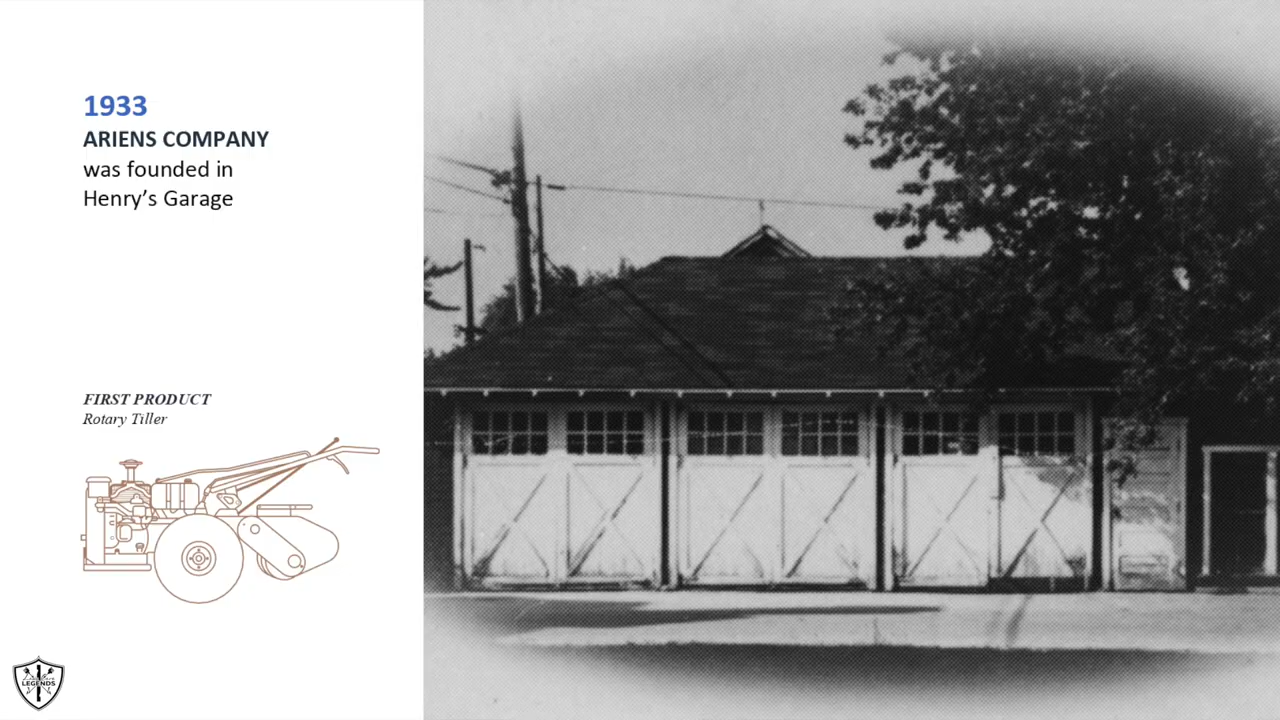 1933
ARIENS COMPANY
was founded in
Henry’s Garage
FIRST PRODUCT
Rotary Tiller
LEGENDS